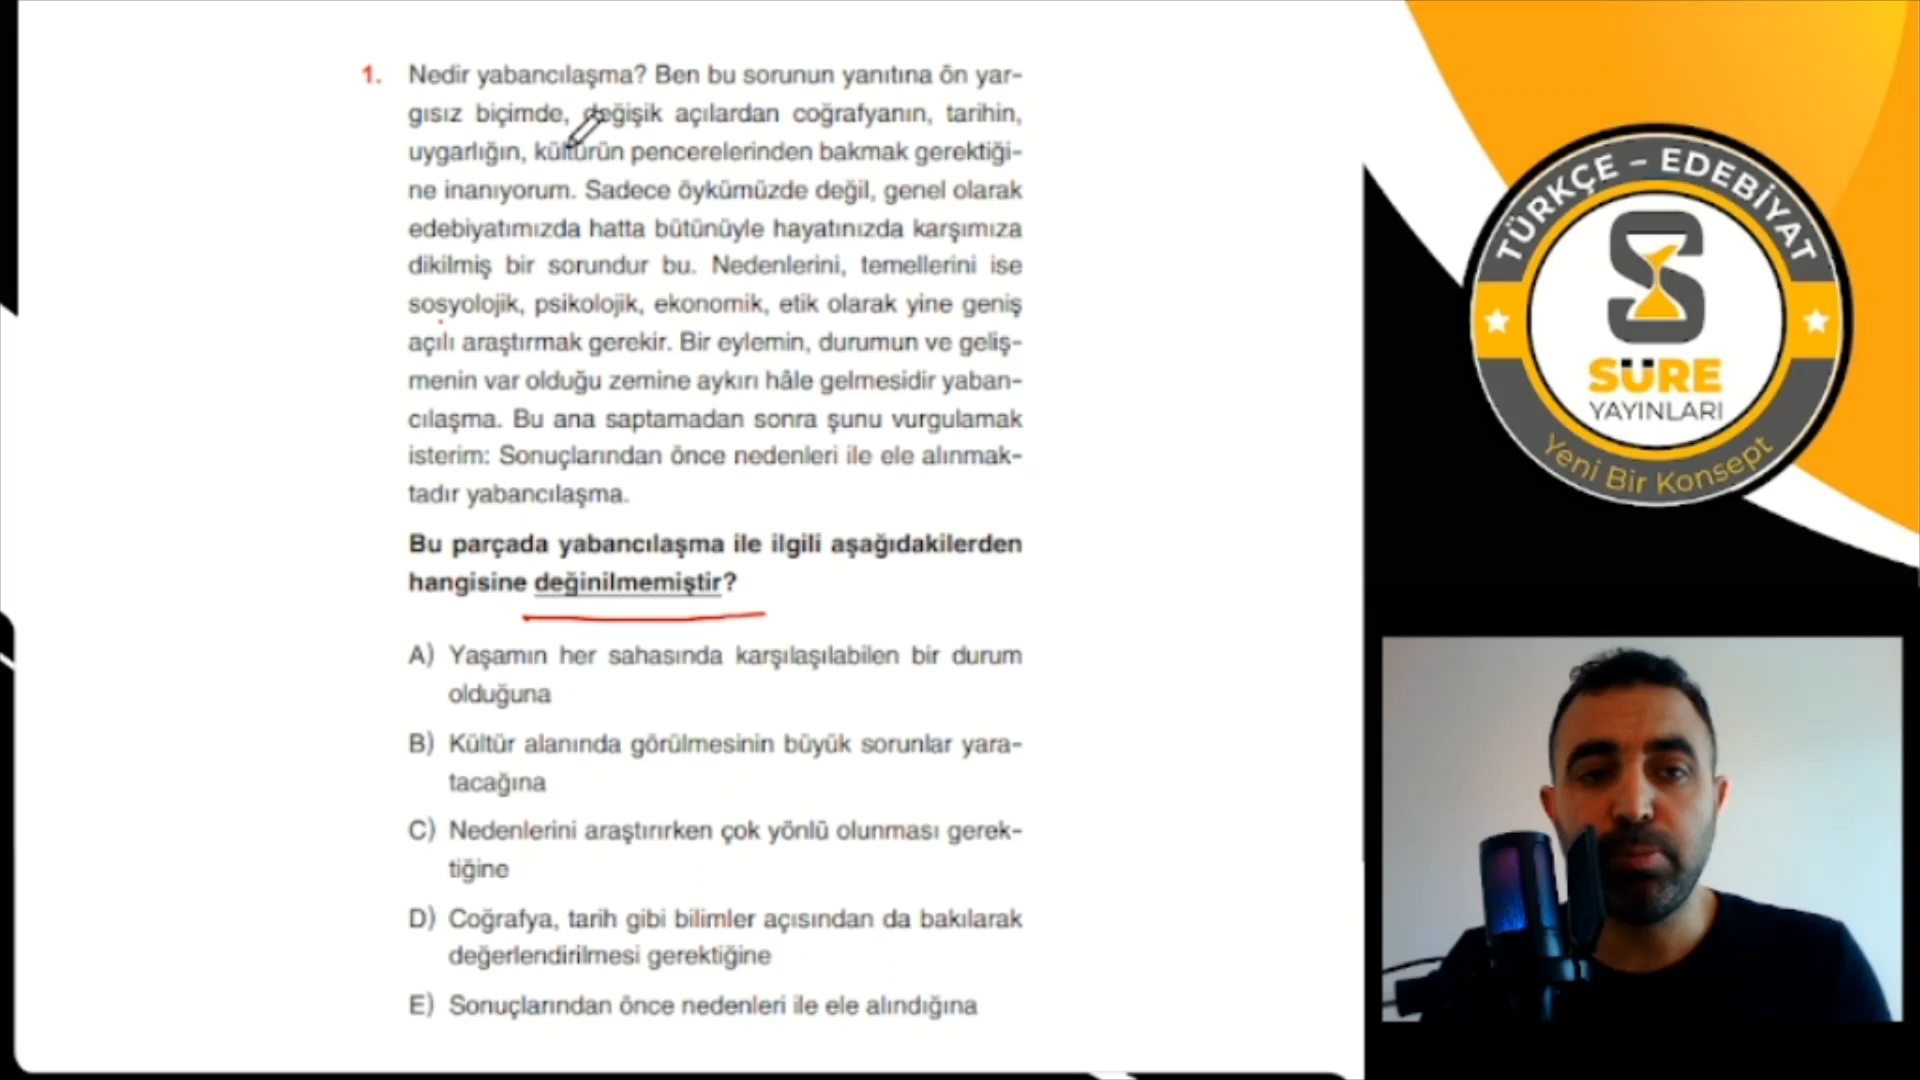 1. Nedir yabancılaşma? Ben bu sorunun yanıtına ön yar-
gısız biçimde, değişik açılardan coğrafyanın, tarihin,
uygarlığın, kültürün pencerelerinden bakmak gerektiği-
ne inanıyorum. Sadece öykümüzde değil, genel olarak
edebiyatımızda hatta bütünüyle hayatınızda karşımıza
dikilmiş bir sorundur bu. Nedenlerini, temellerini ise
sosyolojik, psikolojik, ekonomik, etik olarak yine geniş
açılı araştırmak gerekir. Bir eylemin, durumun ve geliş-
menin var olduğu zemine aykırı hâle gelmesidir yaban-
cılaşma. Bu ana saptamadan sonra şunu vurgulamak
isterim: Sonuçlarından önce nedenleri ile ele alınmak-
tadır yabancılaşma.
Bu parçada yabancılaşma ile ilgili aşağıdakilerden
hangisine değinilmemiştir?
A) Yaşamın her sahasında karşılaşılabilen bir durum
olduğuna
B) Kültür alanında görülmesinin büyük sorunlar yara-
tacağına
C) Nedenlerini araştırırken çok yönlü olunması gerek-
tiğine
D) Coğrafya, tarih gibi bilimler açısından da bakılarak
değerlendirilmesi gerektiğine
E) Sonuçlarından önce nedenleri ile ele alındığına
TÜRKÇE – EDEBİYAT
SÜRE
YAYINLARI
Yeni Bir Konsept